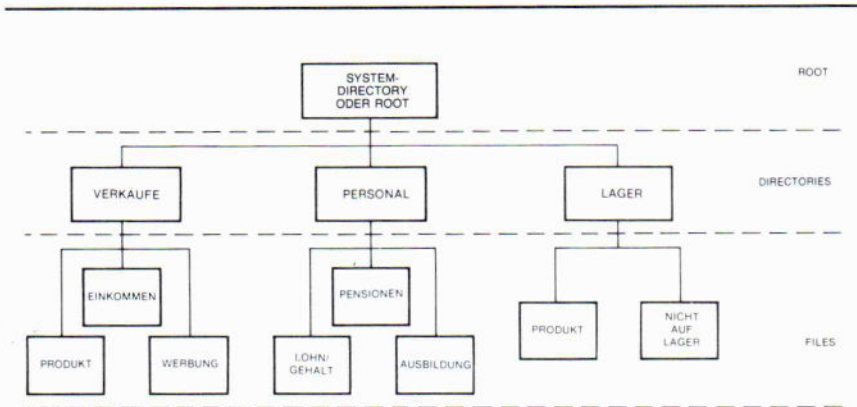 SYSTEM-
DIRECTORY
ODER ROOT
ROOT
VERKAUFE
PERSONAL
LAGER
DIRECTORIES
EINKOMMEN
PENSIONEN
PRODUKT
NICHT
AUF
LAGER
PRODUKT
WERBUNG
LOHN/
GEHALT
AUSBILDUNG
FILES